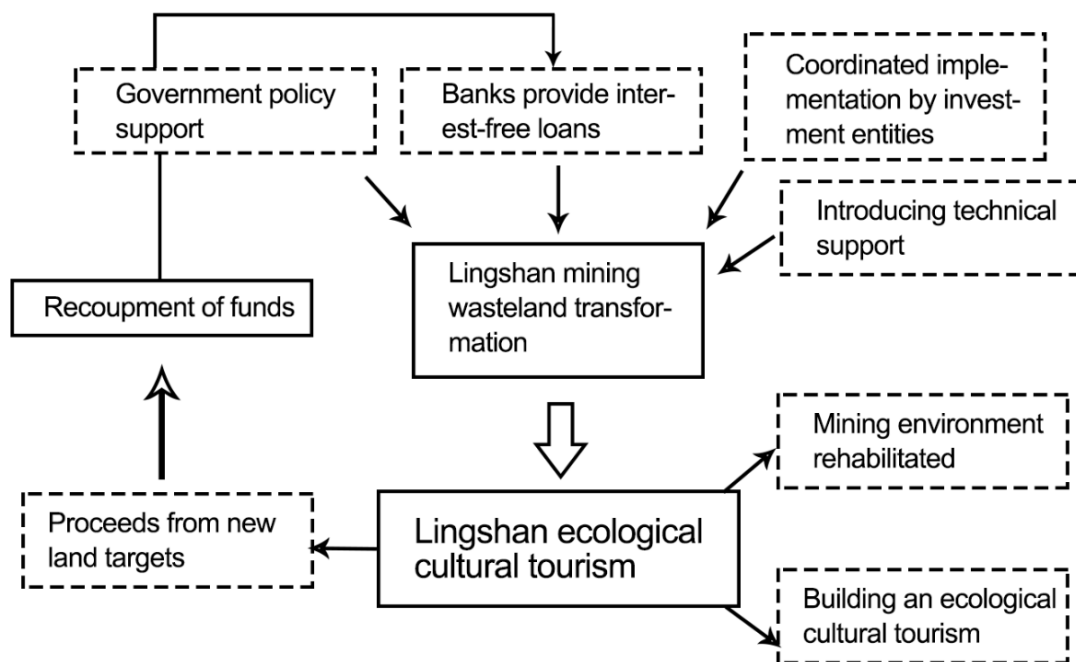 Government policy
support
Banks provide inter-
est-free loans
Coordinated imple-
mentation by invest-
ment entities
Introducing technical
support
Lingshan mining
wasteland transfor-
mation
Recoupment of funds
Mining environment
rehabilitated
Proceeds from new
land targets
Lingshan ecological
cultural tourism
Building an ecological
cultural tourism